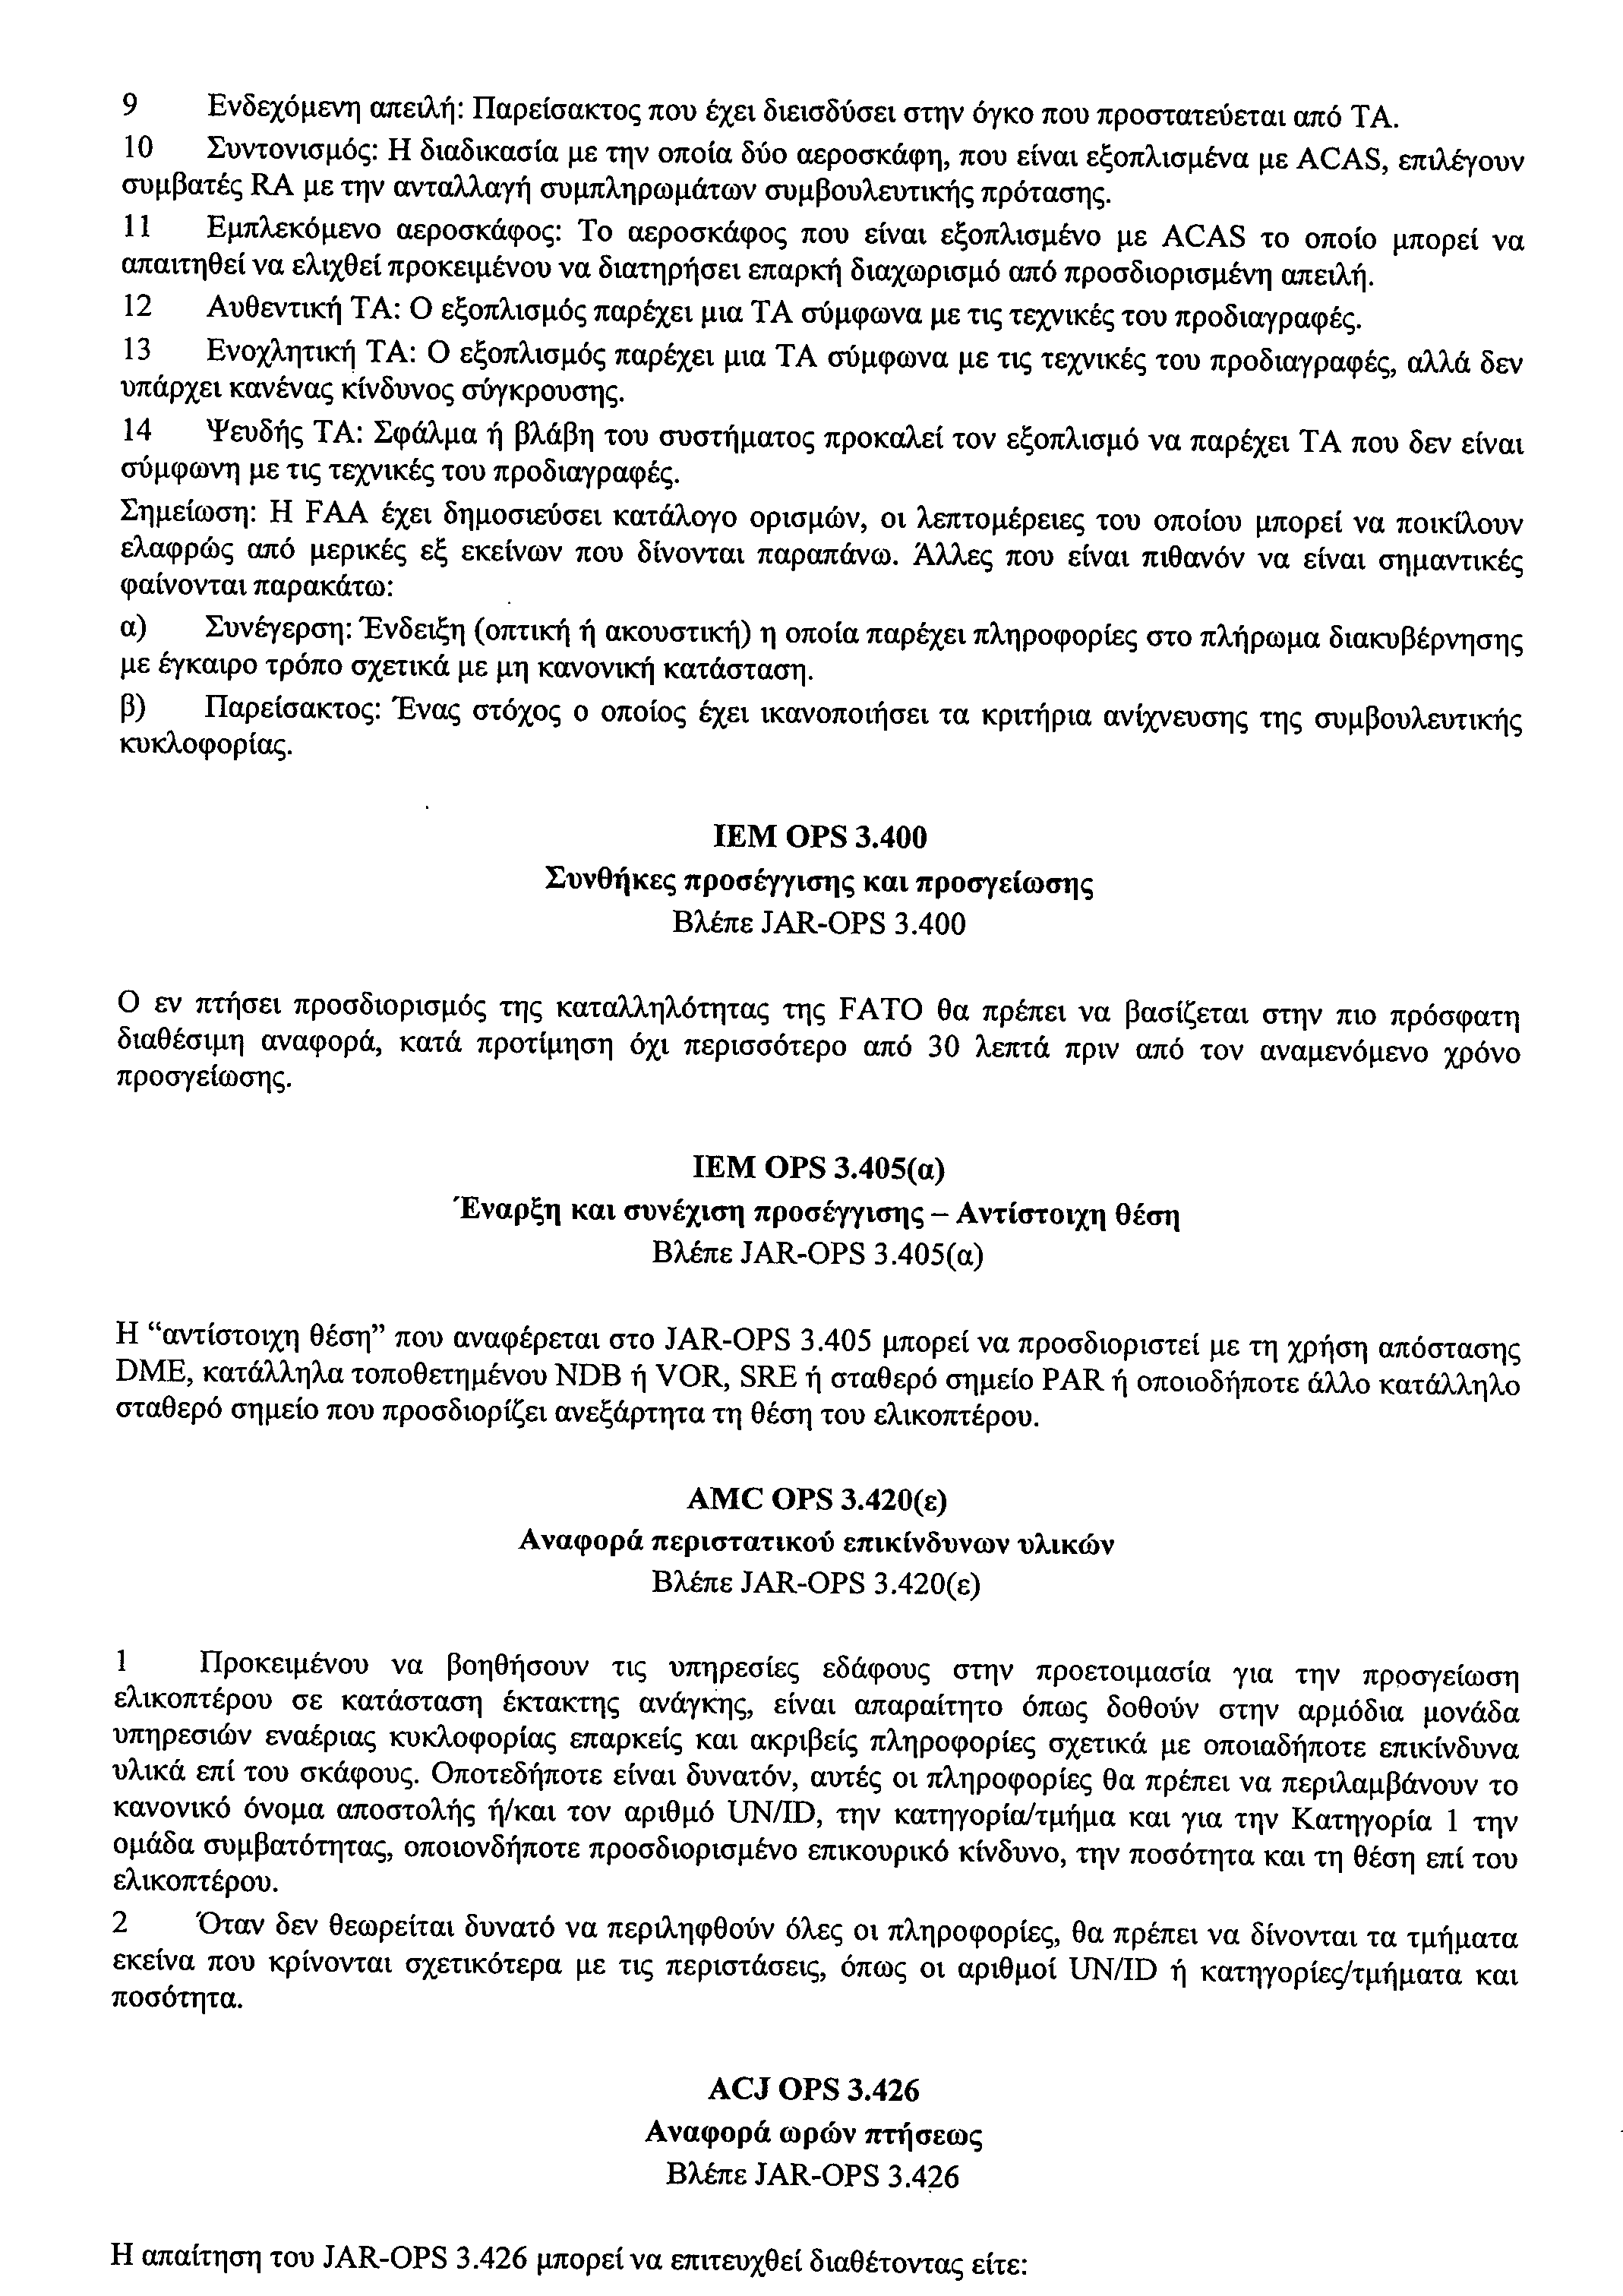 9 Ενδεχόμενη απειλή: Παρείσακτος που έχει διεισδύσει στην όγκο που προστατεύεται από TA.
10 Συντονισμός: Η διαδικασία με την οποία δύο αεροσκάφη, που είναι εξοπλισμένα με ACAS, επιλέγουν
συμβατές RA με την ανταλλαγή συμπληρωμάτων συμβουλευτικής πρότασης.
11 Εμπλεκόμενο αεροσκάφος: Το αεροσκάφος που είναι εξοπλισμένο με ACAS το οποίο μπορεί να
απαιτηθεί να ελιχθεί προκειμένου να διατηρήσει επαρκή διαχωρισμό από προσδιορισμένη απειλή.
12 Αυθεντική TA: Ο εξοπλισμός παρέχει μια TA σύμφωνα με τις τεχνικές του προδιαγραφές.
13 Ενοχλητική TA: Ο εξοπλισμός παρέχει μια TA σύμφωνα με τις τεχνικές του προδιαγραφές, αλλά δεν
υπάρχει κανένας κίνδυνος σύγκρουσης.
14 Ψευδής TA: Σφάλμα ή βλάβη του συστήματος προκαλεί τον εξοπλισμό να παρέχει TA που δεν είναι
σύμφωνη με τις τεχνικές του προδιαγραφές.
Σημείωση: Η FAA έχει δημοσιεύσει κατάλογο ορισμών, οι λεπτομέρειες του οποίου μπορεί να ποικίλουν
ελαφρώς από μερικές εξ εκείνων που δίνονται παραπάνω. Άλλες που είναι πιθανόν να είναι σημαντικές
φαίνονται παρακάτω:
α) Συνέγερση: Ένδειξη (οπτική ή ακουστική) η οποία παρέχει πληροφορίες στο πλήρωμα διακυβέρνησης
με έγκαιρο τρόπο σχετικά με μη κανονική κατάσταση.
β) Παρείσακτος: Ένας στόχος ο οποίος έχει ικανοποιήσει τα κριτήρια ανίχνευσης της συμβουλευτικής
κυκλοφορίας.
IEM OPS 3.400
Συνθήκες προσέγγισης και προσγείωσης
Βλέπε JAR-OPS 3.400
Ο εν πτήσει προσδιορισμός της καταλληλότητας της FATO θα πρέπει να βασίζεται στην πιο πρόσφατη
διαθέσιμη αναφορά, κατά προτίμηση όχι περισσότερο από 30 λεπτά πριν από τον αναμενόμενο χρόνο
προσγείωσης.
IEM OPS 3.405(α)
Έναρξη και συνέχιση προσέγγισης – Αντίστοιχη θέση
Βλέπε JAR-OPS 3.405(α)
Η “αντίστοιχη θέση” που αναφέρεται στο JAR-OPS 3.405 μπορεί να προσδιοριστεί με τη χρήση απόστασης
DME, κατάλληλα τοποθετημένου NDB ή VOR, SRE ή σταθερό σημείο PAR ή οποιοδήποτε άλλο κατάλληλο
σταθερό σημείο που προσδιορίζει ανεξάρτητα τη θέση του ελικοπτέρου.
AMC OPS 3.420(ε)
Αναφορά περιστατικού επικίνδυνων υλικών
Βλέπε JAR-OPS 3.420(ε)
1 Προκειμένου να βοηθήσουν τις υπηρεσίες εδάφους στην προετοιμασία για την προσγείωση
ελικοπτέρου σε κατάσταση έκτακτης ανάγκης, είναι απαραίτητο όπως δοθούν στην αρμόδια μονάδα
υπηρεσιών εναέριας κυκλοφορίας επαρκείς και ακριβείς πληροφορίες σχετικά με οποιαδήποτε επικίνδυνα
υλικά επί του σκάφους. Οποτεδήποτε είναι δυνατόν, αυτές οι πληροφορίες θα πρέπει να περιλαμβάνουν το
κανονικό όνομα αποστολής ή/και τον αριθμό UN/ID, την κατηγορία/τμήμα και για την Κατηγορία 1 την
ομάδα συμβατότητας, οποιονδήποτε προσδιορισμένο επικουρικό κίνδυνο, την ποσότητα και τη θέση επί του
ελικοπτέρου.
2 Όταν δεν θεωρείται δυνατό να περιληφθούν όλες οι πληροφορίες, θα πρέπει να δίνονται τα τμήματα
εκείνα που κρίνονται σχετικότερα με τις περιστάσεις, όπως οι αριθμοί UN/ID ή κατηγορίες/τμήματα και
ποσότητα.
ACJ OPS 3.426
Αναφορά ωρών πτήσεως
Βλέπε JAR-OPS 3.426
Η απαίτηση του JAR-OPS 3.426 μπορεί να επιτευχθεί διαθέτοντας είτε: